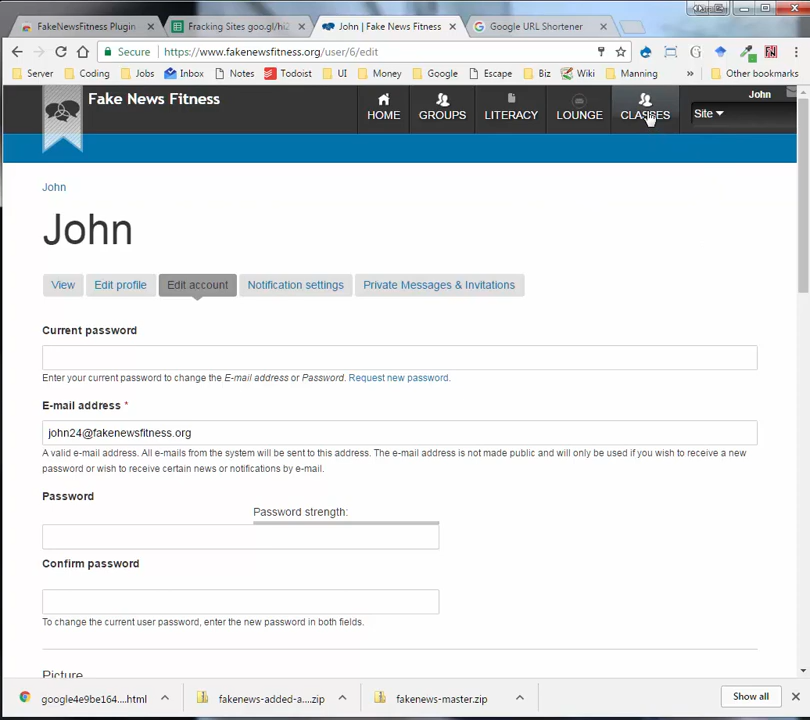 FakeNewsFitness Plugin
Fracking Sites goo.gl/hi2
John | Fake News Fitness
Google URL Shortener
Secure
https://www.fakenewsfitness.org/user/6/edit
Server
Coding
Jobs
Inbox
Notes
Todoist
UI
Money
Google
Escape
Biz
Wiki
Manning
»
Other bookmarks
Fake News Fitness
HOME
GROUPS
LITERACY
LOUNGE
CLASSES
John
Site
John
John
View
Edit profile
Edit account
Notification settings
Private Messages & Invitations
Current password
Enter your current password to change the E-mail address or Password. Request new password.
E-mail address *
john24@fakenewsfitness.org
A valid e-mail address. All e-mails from the system will be sent to this address. The e-mail address is not made public and will only be used if you wish to receive a new
password or wish to receive certain news or notifications by e-mail.
Password
Password strength:
Confirm password
To change the current user password, enter the new password in both fields.
Picture
google4e9be164....html
fakenews-added-a....zip
fakenews-master.zip
Show all